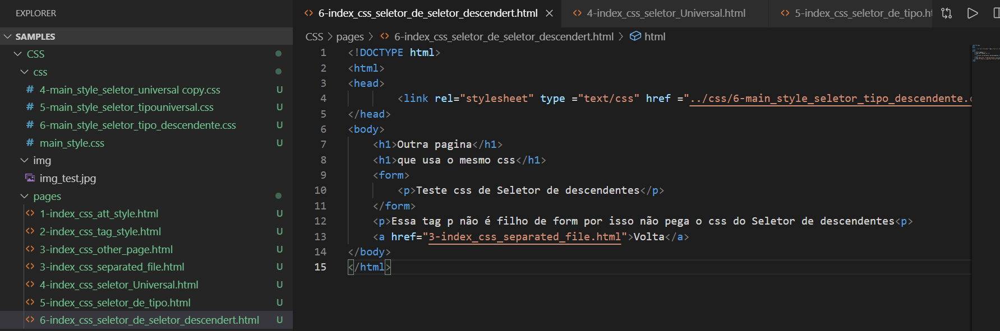 EXPLORER
SAMPLES
CSS
css
# 4-main_style_seletor_universal copy.css U
# 5-main_style_seletor_tipouniversal.css U
# 6-main_style_seletor_tipo_descendente.css U
# main_style.css U
img
img_test.jpg
pages
<> 1-index_css_att_style.html U
<> 2-index_css_tag_style.html U
<> 3-index_css_other_page.html U
<> 3-index_css_separated_file.html U
<> 4-index_css_seletor_Universal.html U
<> 5-index_css_seletor_de_tipo.html U
<> 6-index_css_seletor_de_seletor_descendert.html U
<> 6-index_css_seletor_de_seletor_descendert.html <> 4-index_css_seletor_Universal.html <> 5-index_css_seletor_de_tipo.ht
CSS > pages > <> 6-index_css_seletor_de_seletor_descendert.html > html
1 <!DOCTYPE html>
2 <html>
3 <head>
4 <link rel="stylesheet" type ="text/css" href ="../css/6-main_style_seletor_tipo_descendente.c
5 </head>
6 <body>
7 <h1>Outra pagina</h1>
8 <h1>que usa o mesmo css</h1>
9 <form>
10 <p>Teste css de Seletor de descendentes</p>
11 </form>
12 <p>Essa tag p não é filho de form por isso não pega o css do Seletor de descendentes<p>
13 <a href="3-index_css_separated_file.html">Volta</a>
14 </body>
15 </html>